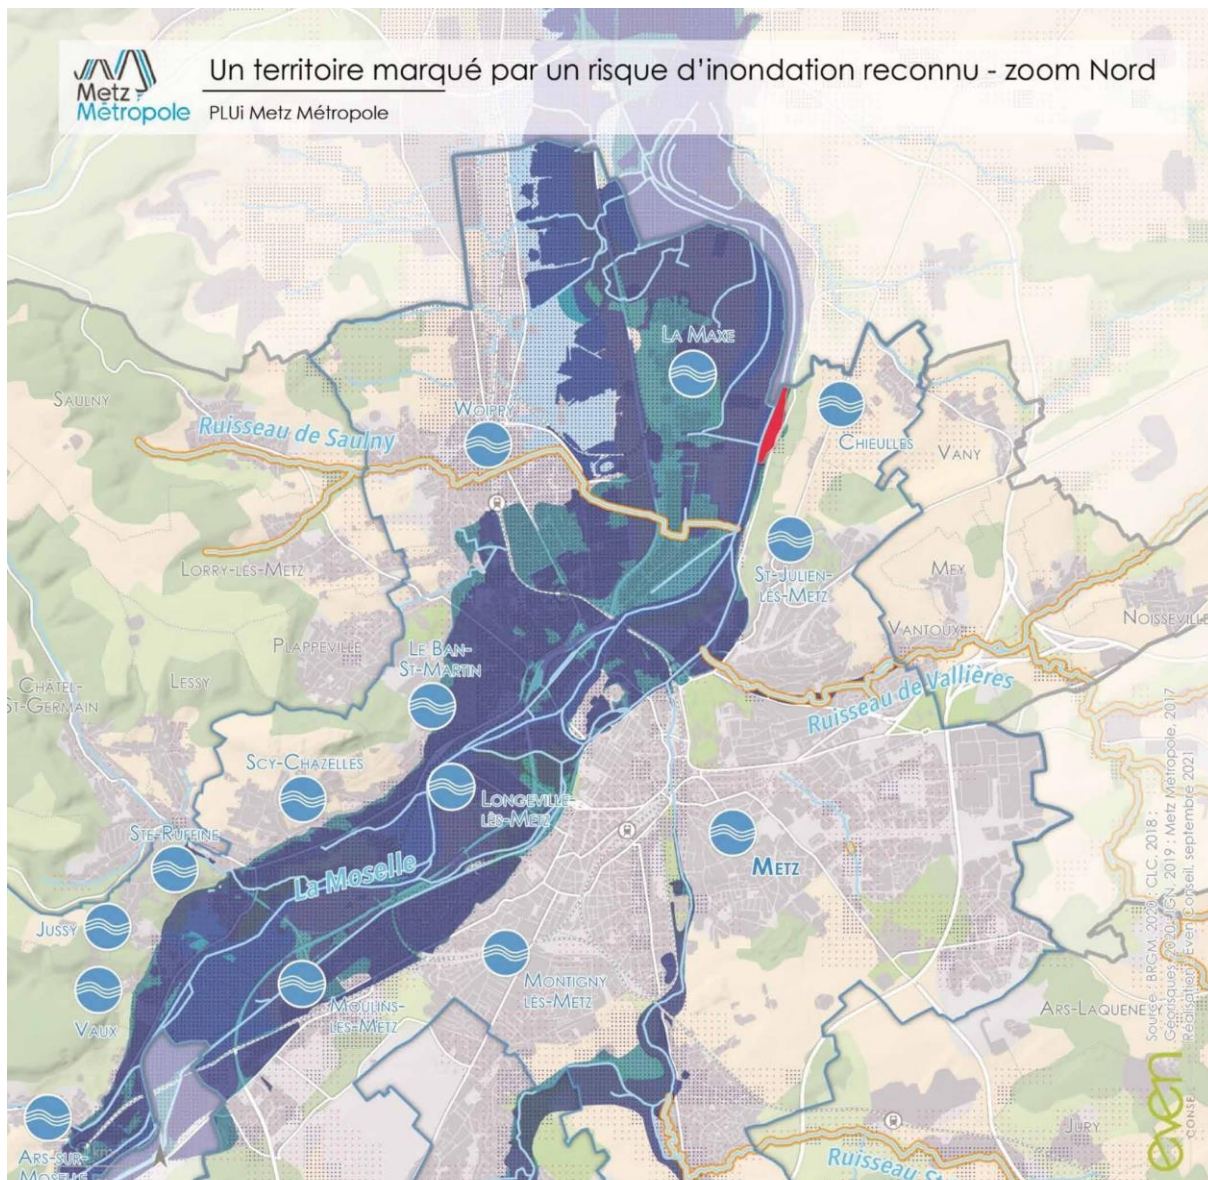 Metz
Métropole
Un territoire marqué par un risque d'inondation reconnu - zoom Nord
PLUi Metz Métropole
La Maxe
Saulny
Woippy
Ruisseau de Saulny
Chieulles
Vany
Lorry-lès-Metz
St-Julien-
lès-Metz
Mey
Noisseville
Vantoux
Plappeville
Le Ban-
St-Martin
Lessy
Châtel-
St-Germain
Ruisseau de Vallières
Scy-Chazelles
Longeville-
lès-Metz
Ste-Ruffine
La Moselle
Metz
Jussy
Montigny
lès-Metz
Moulins-
lès-Metz
Vaux
Ars-Laquenexy
Jury
Ars-sur-
Moselle
Ruisseau
Source : BRGM, 2020 ; CLC, 2018 ;
Géorisques, 2020 ; IGN, 2019 ; Metz Métropole, 2017
Réalisation : Even Conseil, septembre 2021
even
CONSEIL